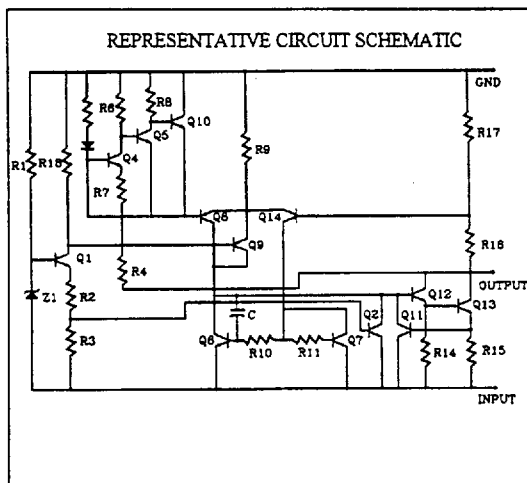 REPRESENTATIVE CIRCUIT SCHEMATIC
GND
R6
R8
Q10
R17
R1
R18
Q5
R9
Q4
R7
Q8
Q14
R16
Q1
Q9
R4
OUTPUT
Z1
R2
Q12
Q13
C
Q2
Q11
R3
Q6
R10
R11
Q7
R14
R15
INPUT